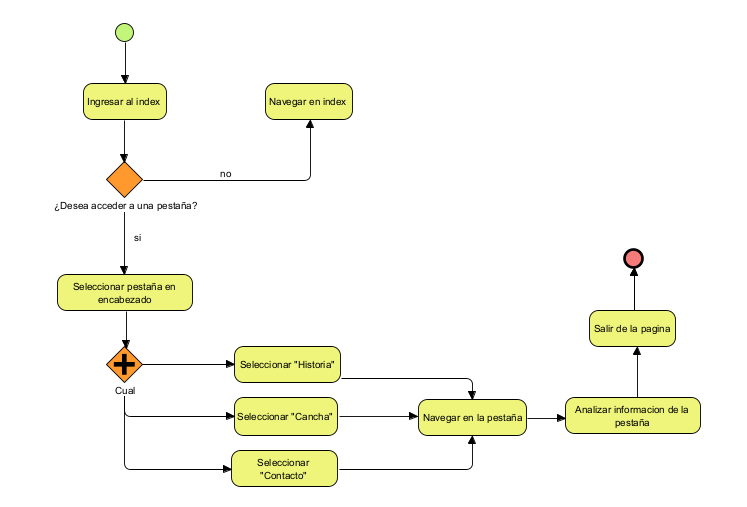 Ingresar al index
Navegar en index
no
¿Desea acceder a una pestaña?
si
Seleccionar pestaña en
encabezado
Cual
Seleccionar "Historia"
Seleccionar "Cancha"
Seleccionar
"Contacto"
Navegar en la pestaña
Analizar informacion de la
pestaña
Salir de la pagina